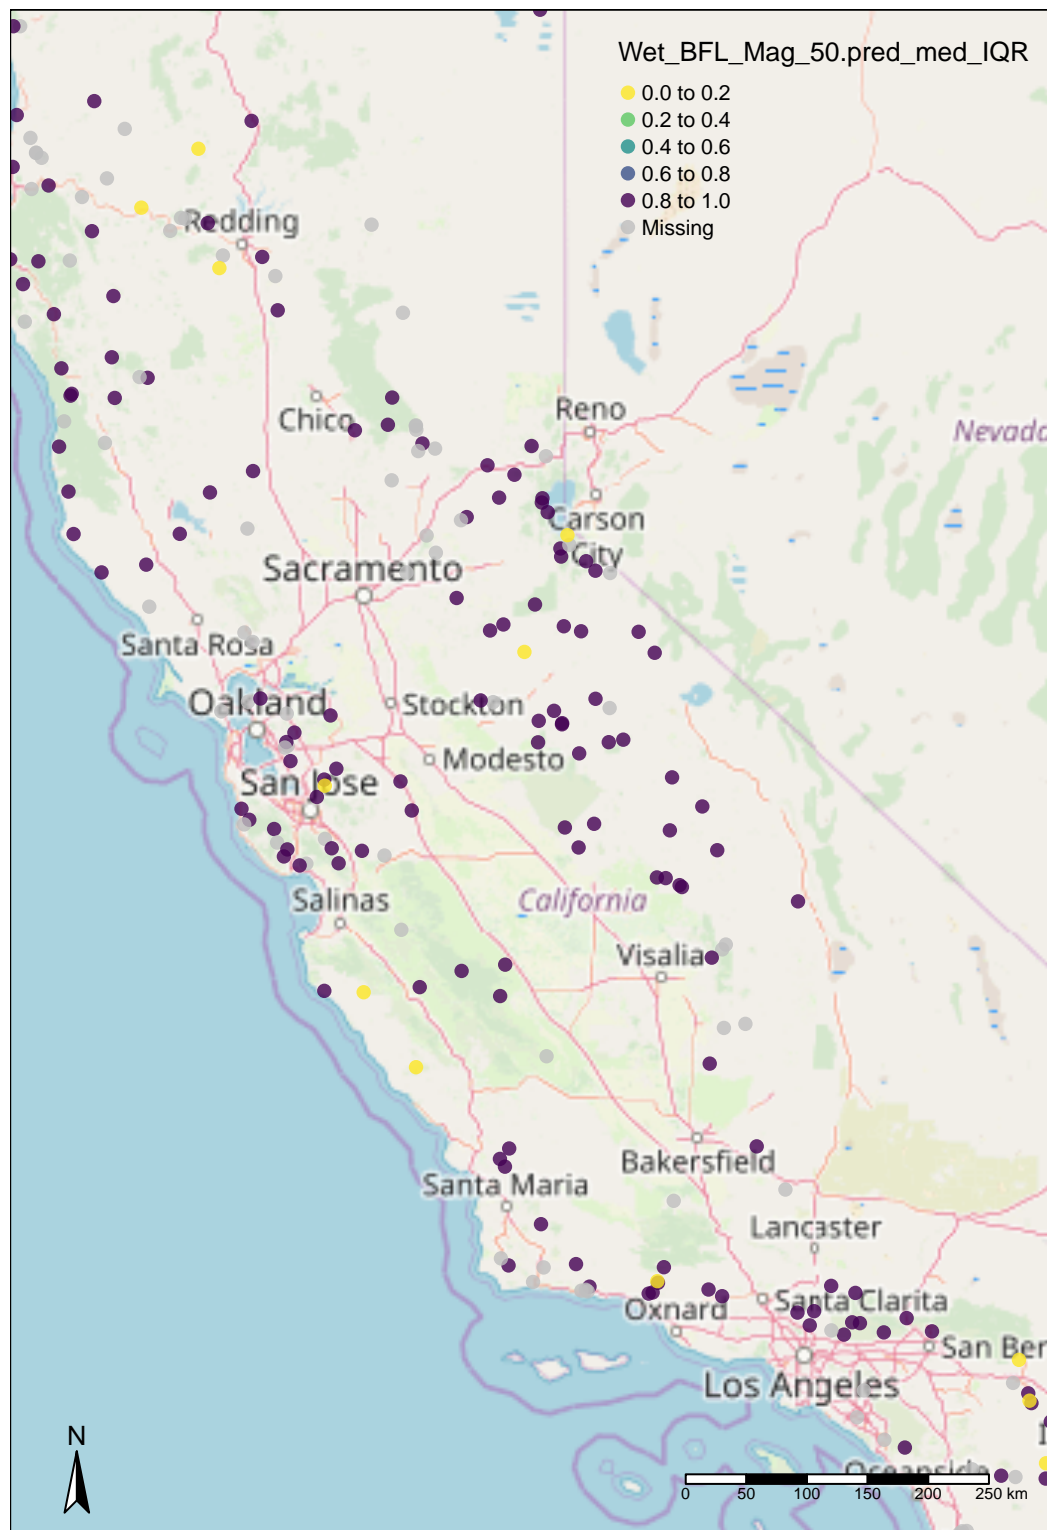 Wet_BFL_Mag_50.pred_med_IQR
0.0 to 0.2
0.2 to 0.4
0.4 to 0.6
0.6 to 0.8
0.8 to 1.0
Missing
Redding
Chico
Reno
Nevada
Carson
City
Sacramento
Santa Rosa
Oakland
Stockton
Modesto
San Jose
Salinas
California
Visalia
Bakersfield
Santa Maria
Lancaster
Santa Clarita
Oxnard
San Ber
Los Angeles
N
Oceanside
0 50 100 150 200 250 km